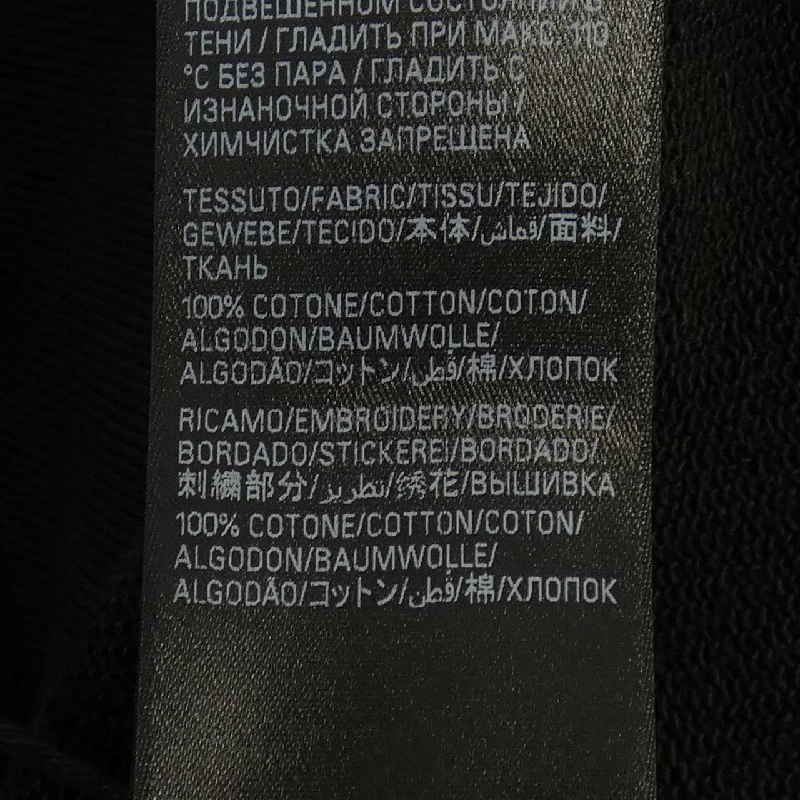 ПОДВЕШЕННОМ СОСТОЯНИИ В
ТЕНИ / ГЛАДИТЬ ПРИ МАКС. 110
°C БЕЗ ПАРА / ГЛАДИТЬ С
ИЗНАНОЧНОЙ СТОРОНЫ /
ХИМЧИСТКА ЗАПРЕЩЕНА
TESSUTO/FABRIC/TISSU/TEJIDO/
GEWEBE/TECIDO/本体/قماش/面料/
ТКАНЬ
100% COTONE/COTTON/COTON/
ALGODON/BAUMWOLLE/
ALGODÃO/コットン/قطن/棉/ХЛОПОК
RICAMO/EMBROIDERY/BRODERIE/
BORDADO/STICKEREI/BORDADO/
刺繍部分/تطريز/绣花/ВЫШИВКА
100% COTONE/COTTON/COTON/
ALGODON/BAUMWOLLE/
ALGODÃO/コットン/قطن/棉/ХЛОПОК